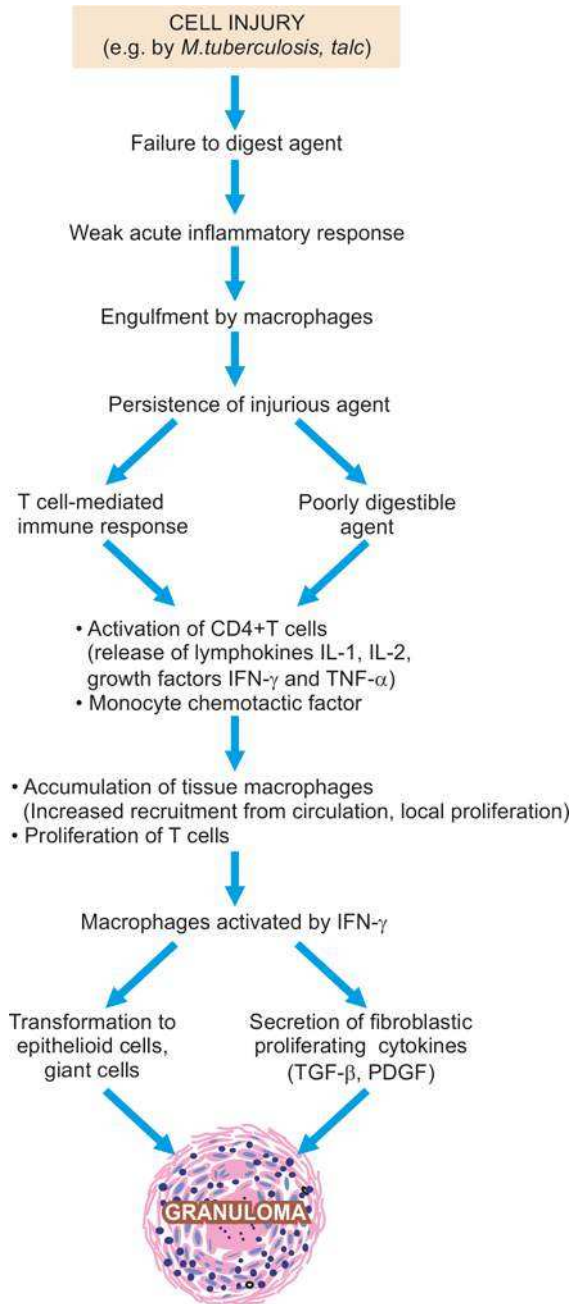 CELL INJURY
(e.g. by M.tuberculosis, talc)
Failure to digest agent
Weak acute inflammatory response
Engulfment by macrophages
Persistence of injurious agent
T cell-mediated
immune response
Poorly digestible
agent
• Activation of CD4+T cells
(release of lymphokines IL-1, IL-2,
growth factors IFN-γ and TNF-α)
• Monocyte chemotactic factor
• Accumulation of tissue macrophages
(Increased recruitment from circulation, local proliferation)
• Proliferation of T cells
Macrophages activated by IFN-γ
Transformation to
epithelioid cells,
giant cells
Secretion of fibroblastic
proliferating cytokines
(TGF-β, PDGF)
GRANULOMA